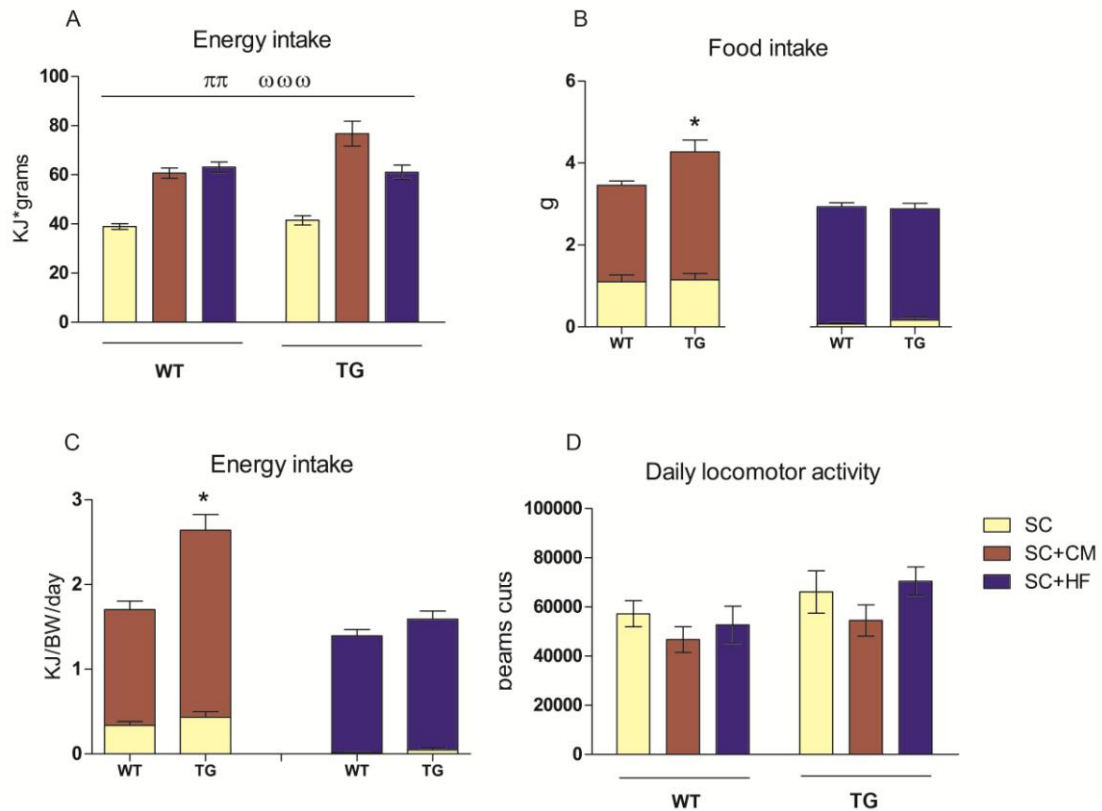 A
Energy intake
ππ ωωω
100
80
60
40
20
0
KJ*grams
WT
TG
B
Food intake
*
6
4
2
0
g
WT
TG
WT
TG
C
Energy intake
*
3
2
1
0
KJ/BW/day
WT
TG
WT
TG
D
Daily locomotor activity
100000
80000
60000
40000
20000
0
beams cuts
WT
TG
SC
SC+CM
SC+HF